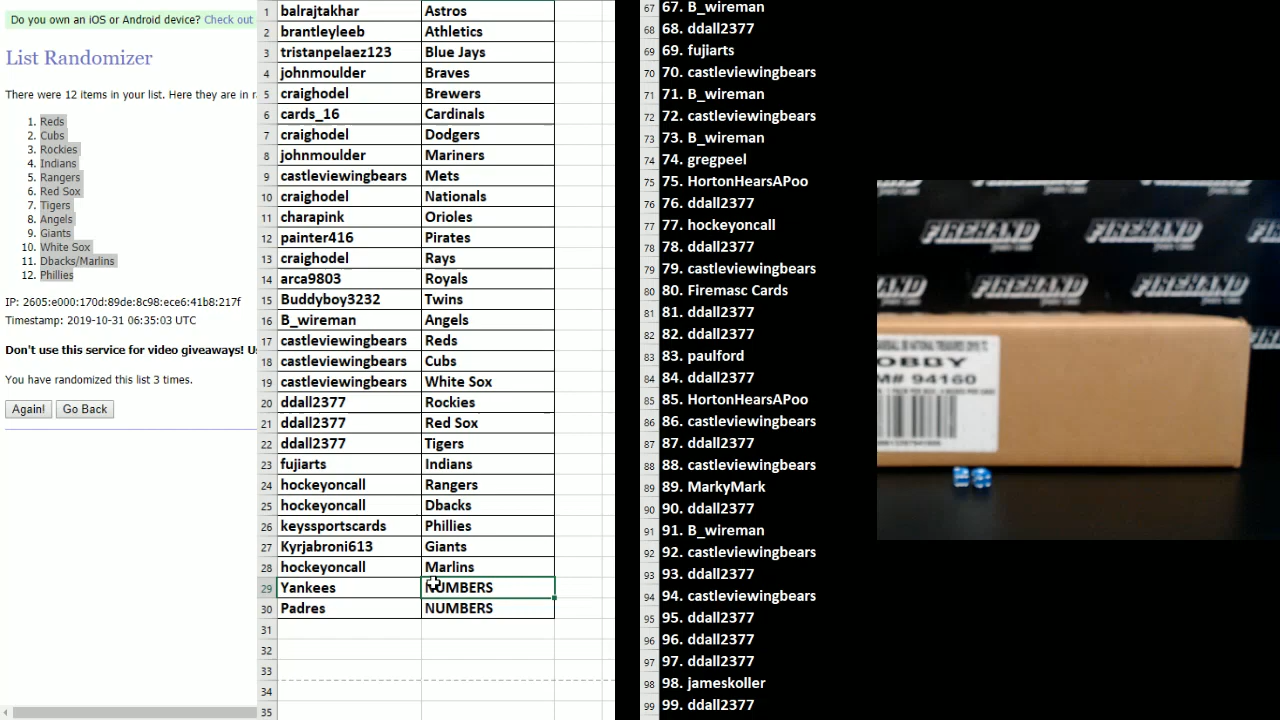 Do you own an iOS or Android device? Check out
List Randomizer
There were 12 items in your list. Here they are in r
1. Reds
2. Cubs
3. Rockies
4. Indians
5. Rangers
6. Red Sox
7. Tigers
8. Angels
9. Giants
10. White Sox
11. Dbacks/Marlins
12. Phillies
IP: 2605:e000:170d:89de:8c98:ece6:41b8:217f
Timestamp: 2019-10-31 06:35:03 UTC
Don't use this service for video giveaways!
You have randomized this list 3 times.
Again! Go Back
1 balrajtakhar Astros
2 brantleyleeb Athletics
3 tristanpelaez123 Blue Jays
4 johnmoulder Braves
5 craighodel Brewers
6 cards_16 Cardinals
7 craighodel Dodgers
8 johnmoulder Mariners
9 castleviewingbears Mets
10 craighodel Nationals
11 charapink Orioles
12 painter416 Pirates
13 craighodel Rays
14 arca9803 Royals
15 Buddyboy3232 Twins
16 B_wireman Angels
17 castleviewingbears Reds
18 castleviewingbears Cubs
19 castleviewingbears White Sox
20 ddall2377 Rockies
21 ddall2377 Red Sox
22 ddall2377 Tigers
23 fujiarts Indians
24 hockeyoncall Rangers
25 hockeyoncall Dbacks
26 keyssportscards Phillies
27 Kyrjabroni613 Giants
28 hockeyoncall Marlins
29 Yankees NUMBERS
30 Padres NUMBERS
31
32
33
34
35
67 67. B_wireman
68 68. ddall2377
69 69. fujiarts
70 70. castleviewingbears
71 71. B_wireman
72 72. castleviewingbears
73 73. B_wireman
74 74. gregpeel
75 75. HortonHearsAPoo
76 76. ddall2377
77 77. hockeyoncall
78 78. ddall2377
79 79. castleviewingbears
80 80. Firemasc Cards
81 81. ddall2377
82 82. ddall2377
83 83. paulford
84 84. ddall2377
85 85. HortonHearsAPoo
86 86. castleviewingbears
87 87. ddall2377
88 88. castleviewingbears
89 89. MarkyMark
90 90. ddall2377
91 91. B_wireman
92 92. castleviewingbears
93 93. ddall2377
94 94. castleviewingbears
95 95. ddall2377
96 96. ddall2377
97 97. ddall2377
98 98. jameskoller
99 99. ddall2377
FIREHAND FIREHAND
FIREHAND
OBBY
M# 94160